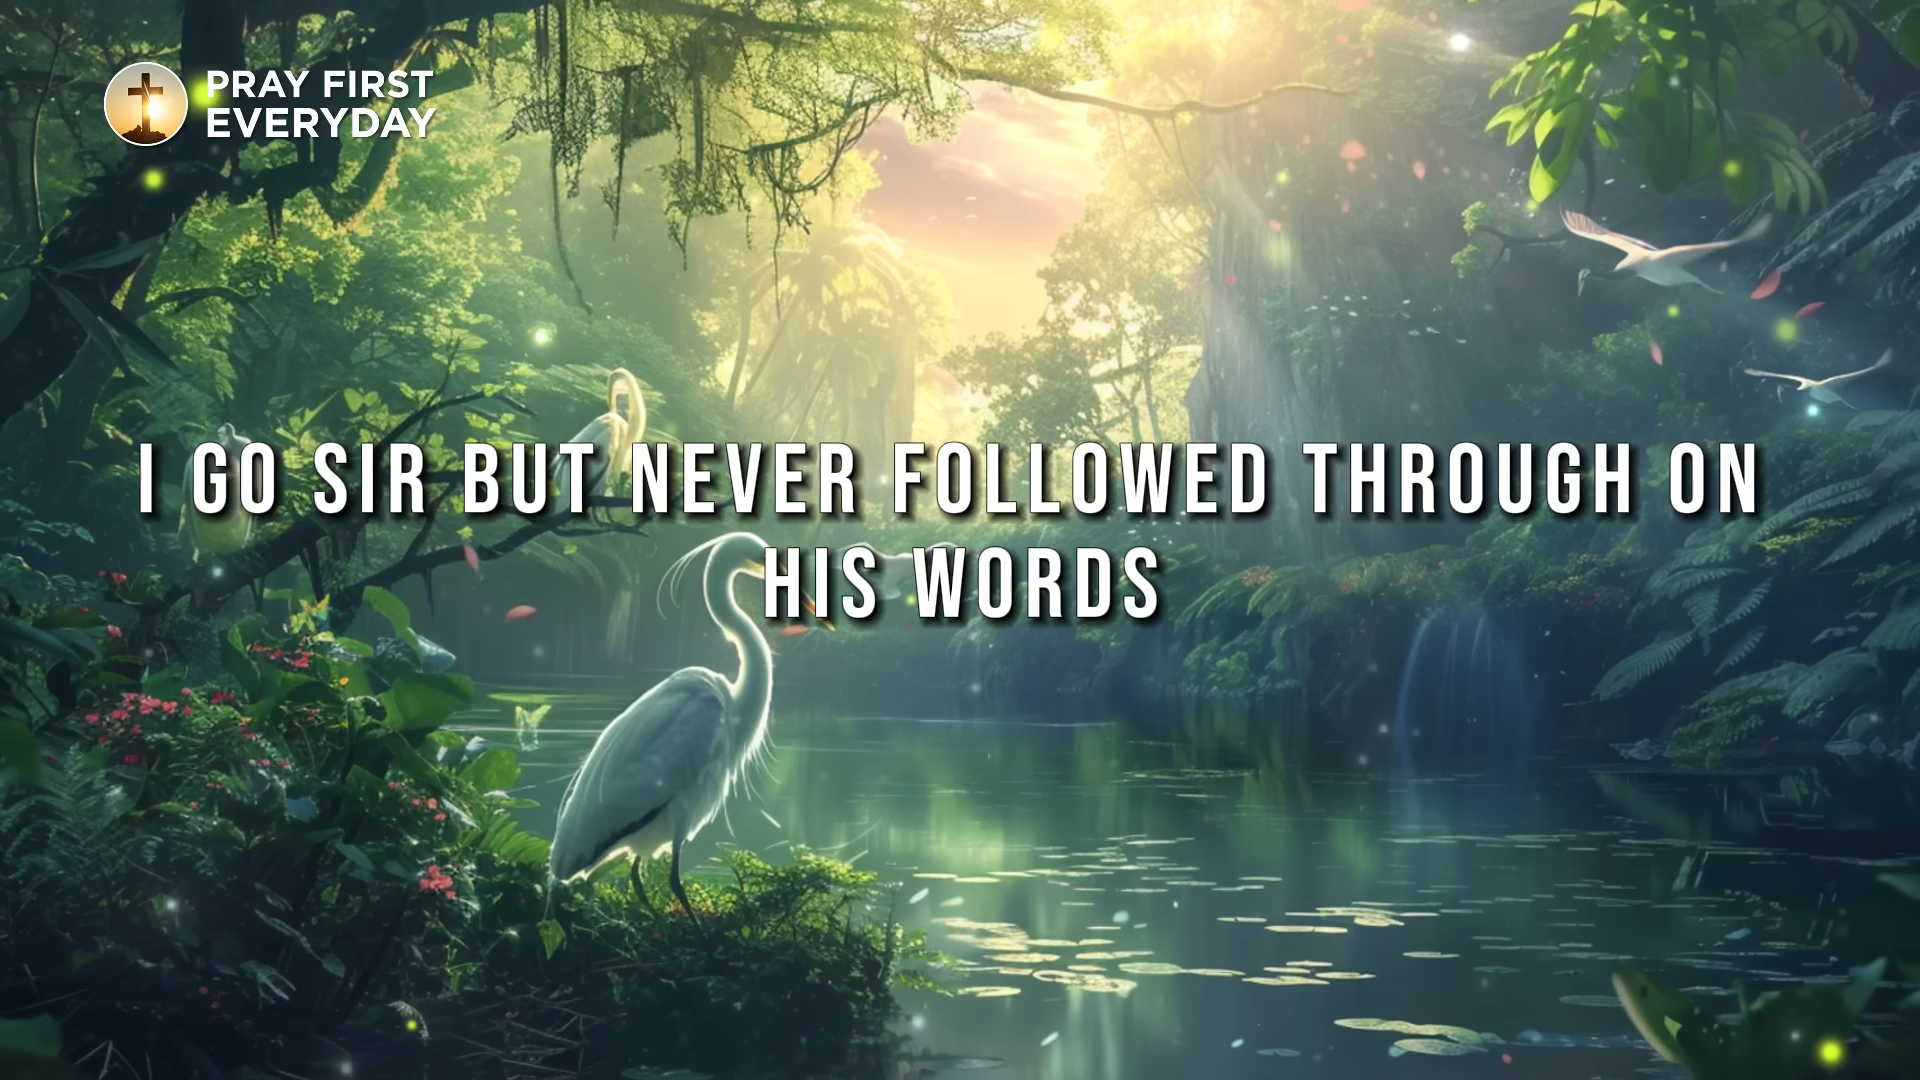 PRAY FIRST
EVERYDAY
I GO SIR BUT NEVER FOLLOWED THROUGH ON
HIS WORDS